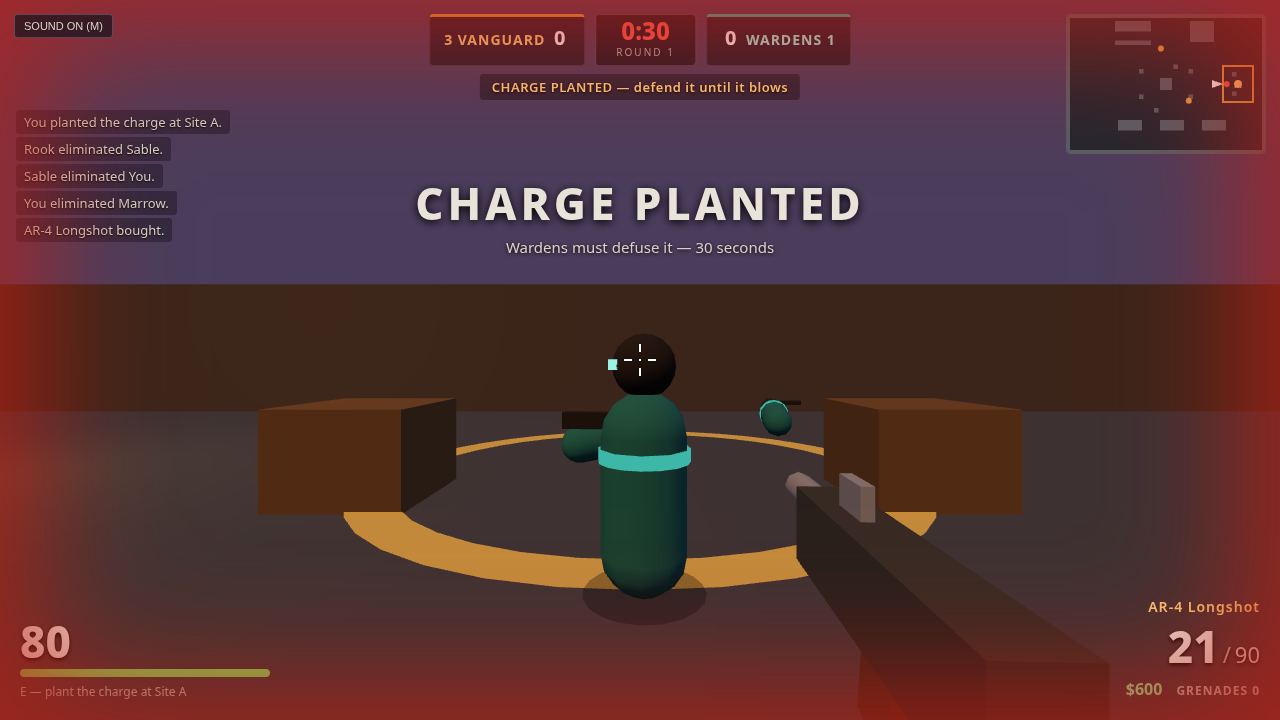 SOUND ON (M)
3 VANGUARD 0
0:30
ROUND 1
0 WARDENS 1
CHARGE PLANTED — defend it until it blows
You planted the charge at Site A.
Rook eliminated Sable.
Sable eliminated You.
You eliminated Marrow.
AR-4 Longshot bought.
CHARGE PLANTED
Wardens must defuse it — 30 seconds
80
E — plant the charge at Site A
AR-4 Longshot
21 / 90
$600 GRENADES 0